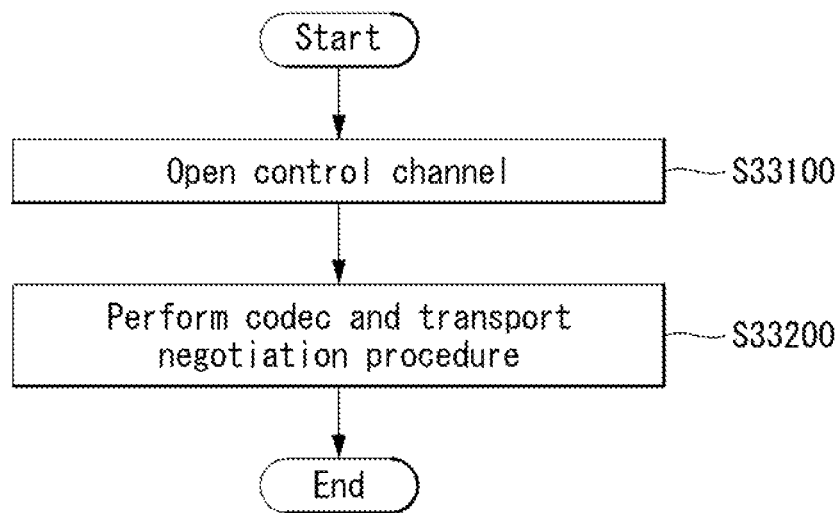 Start
Open control channel
S33100
Perform codec and transport
negotiation procedure
S33200
End